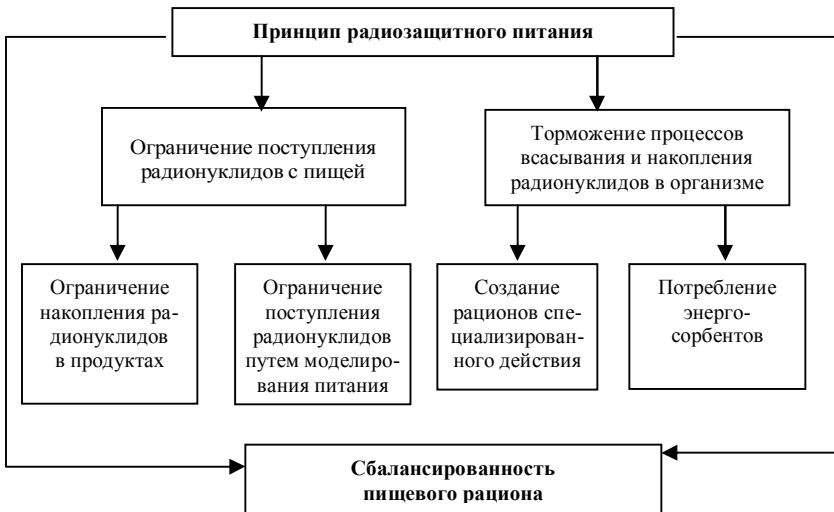 Принцип радиозащитного питания
Ограничение поступления
радионуклидов с пищей
Торможение процессов
всасывания и накопления
радионуклидов в организме
Ограничение
накопления ра-
дионуклидов
в продуктах
Ограничение
поступления
радионуклидов
путем моделиро-
вания питания
Создание
рационов спе-
циализирован-
ного действия
Потребление
энерго-
сорбентов
Сбалансированность
пищевого рациона